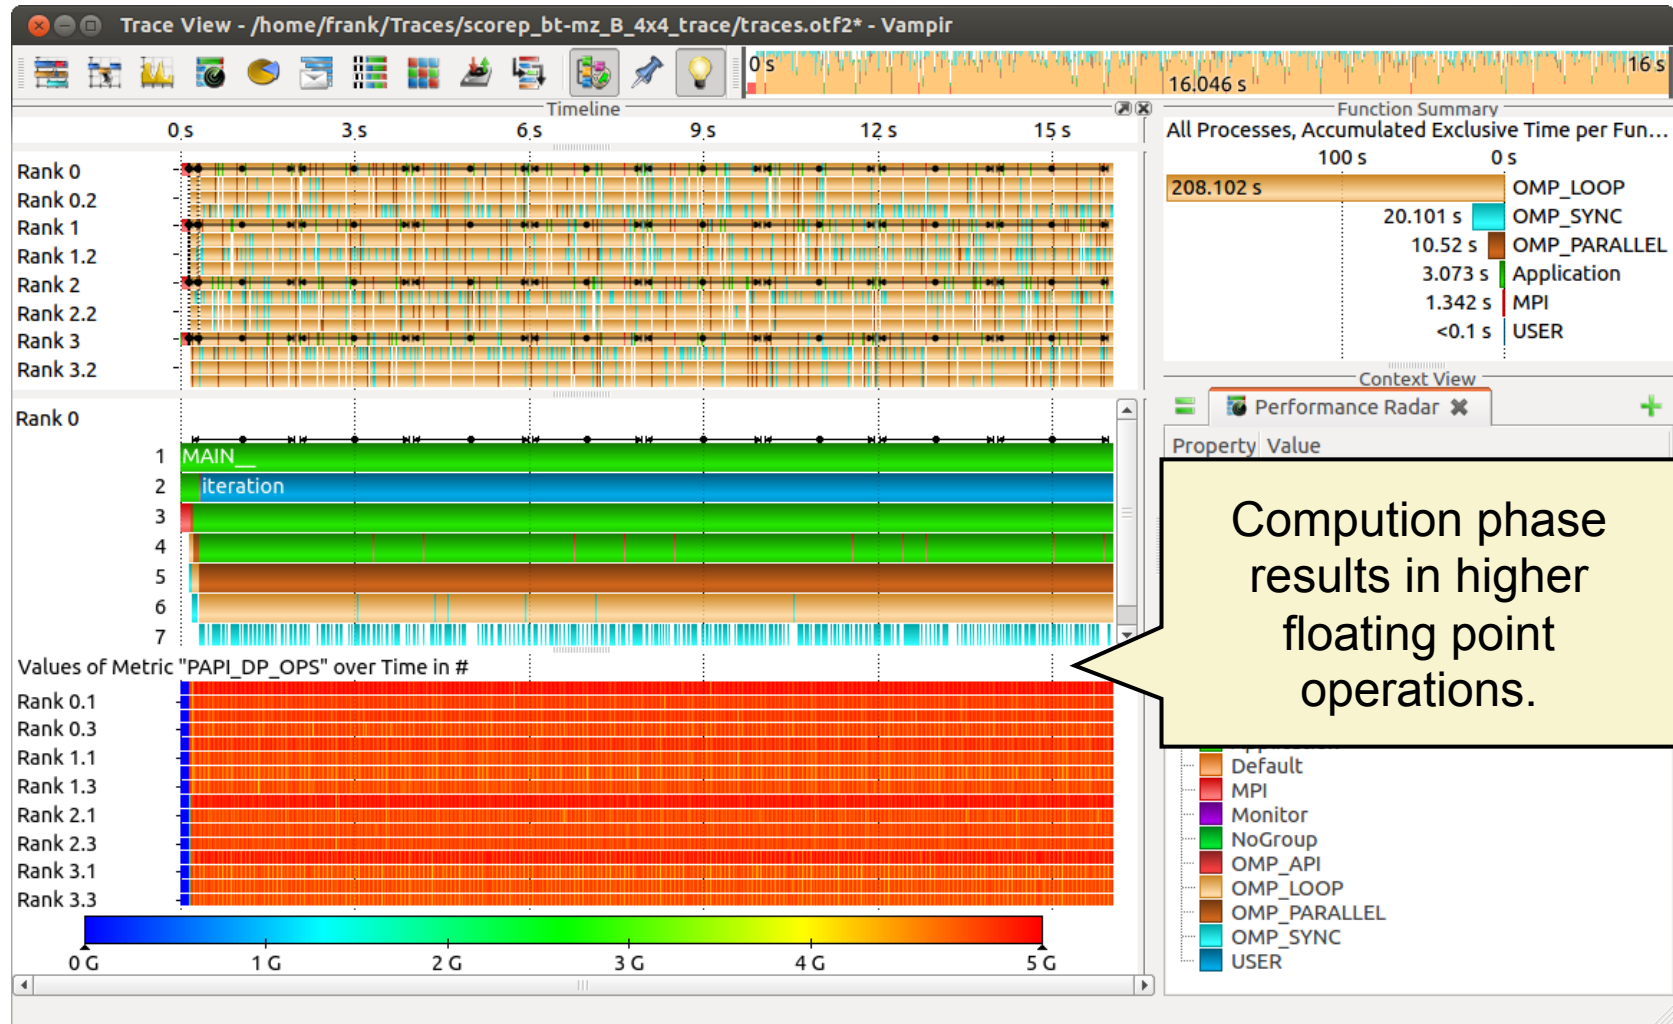 Trace View - /home/frank/Traces/scorep_bt-mz_B_4x4_trace/traces.otf2* - Vampir
0 s
16 s
16.046 s
Timeline
0 s 3 s 6 s 9 s 12 s 15 s
Rank 0
Rank 0.2
Rank 1
Rank 1.2
Rank 2
Rank 2.2
Rank 3
Rank 3.2
Rank 0
1 MAIN__
2 iteration
3
4
5
6
7
Values of Metric "PAPI_DP_OPS" over Time in #
Rank 0.1
Rank 0.3
Rank 1.1
Rank 1.3
Rank 2.1
Rank 2.3
Rank 3.1
Rank 3.3
0 G 1 G 2 G 3 G 4 G 5 G
Function Summary
All Processes, Accumulated Exclusive Time per Fun...
100 s 0 s
208.102 s OMP_LOOP
20.101 s OMP_SYNC
10.52 s OMP_PARALLEL
3.073 s Application
1.342 s MPI
<0.1 s USER
Context View
Performance Radar
Property Value
Compution phase
results in higher
floating point
operations.
Default
MPI
Monitor
NoGroup
OMP_API
OMP_LOOP
OMP_PARALLEL
OMP_SYNC
USER